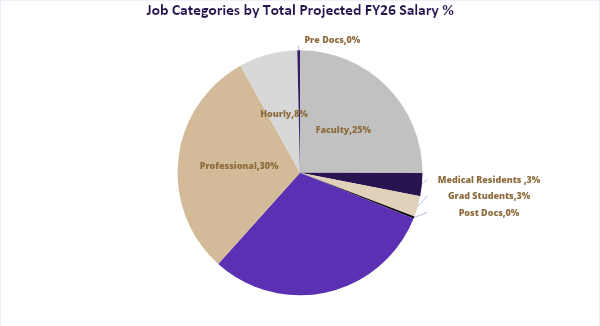 Job Categories by Total Projected FY26 Salary %
Pre Docs,0%
Hourly,8%
Faculty,25%
Professional,30%
Medical Residents ,3%
Grad Students,3%
Post Docs,0%